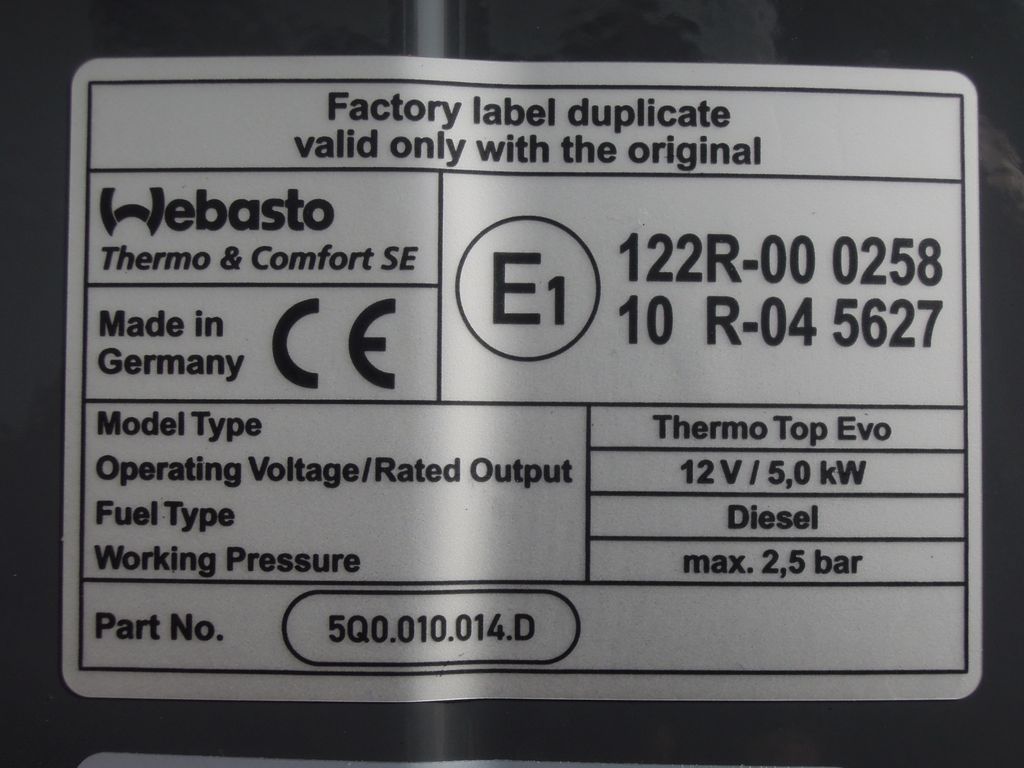 Factory label duplicate
valid only with the original
Webasto
Thermo & Comfort SE
Made in
Germany
CE
E1
122R-00 0258
10 R-04 5627
Model Type
Thermo Top Evo
Operating Voltage/Rated Output
12 V / 5,0 kW
Fuel Type
Diesel
Working Pressure
max. 2,5 bar
Part No.
5Q0.010.014.D